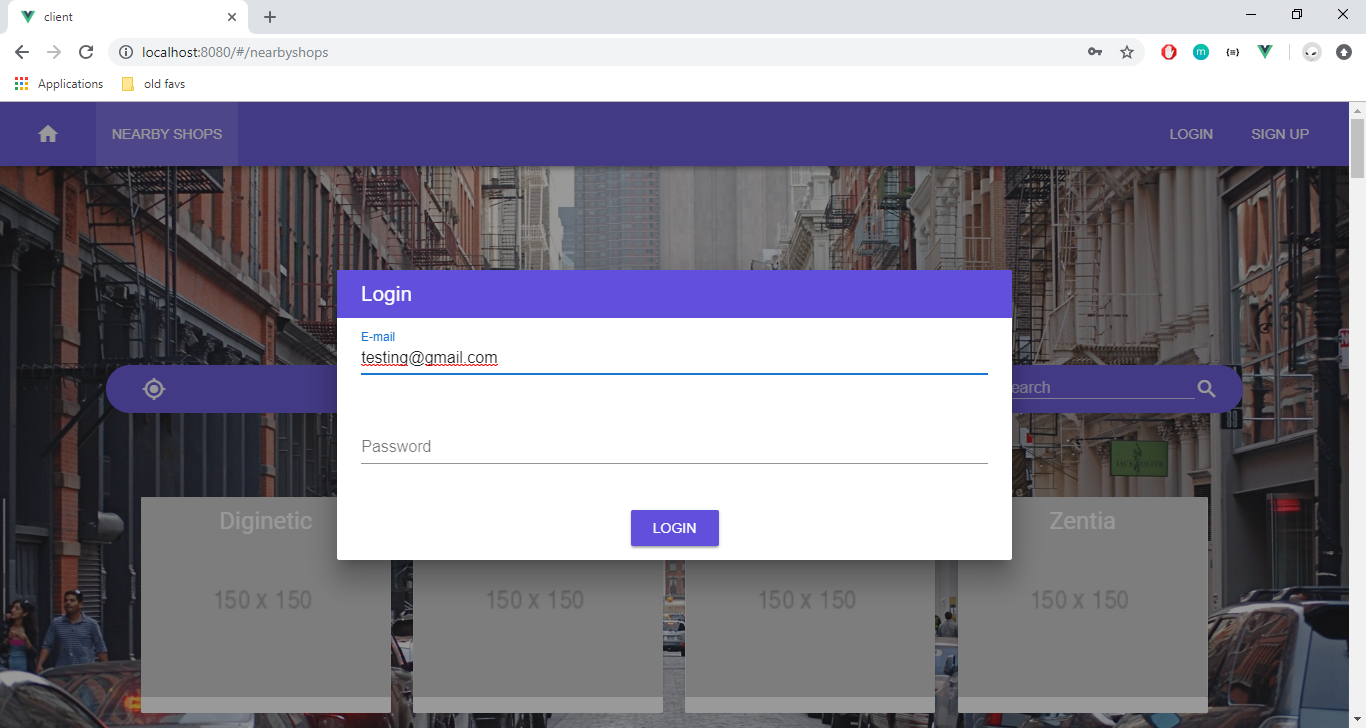 client
localhost:8080/#/nearbyshops
Applications
old favs
NEARBY SHOPS
LOGIN
SIGN UP
Login
E-mail
testing@gmail.com
earch
Password
LOGIN
Diginetic
Zentia
150 x 150
150 x 150
150 x 150
150 x 150